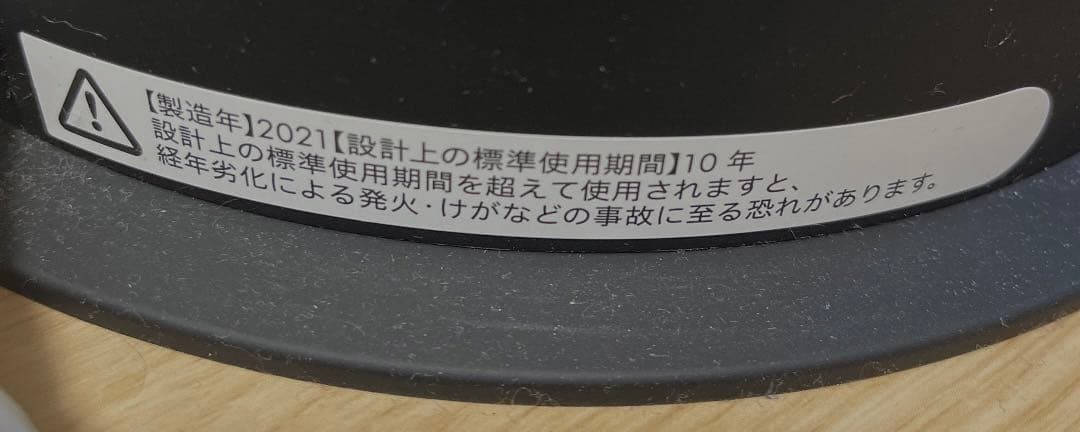 【製造年】2021【設計上の標準使用期間】10 年
設計上の標準使用期間を超えて使用されますと、
経年劣化による発火・けがなどの事故に至る恐れがあります。